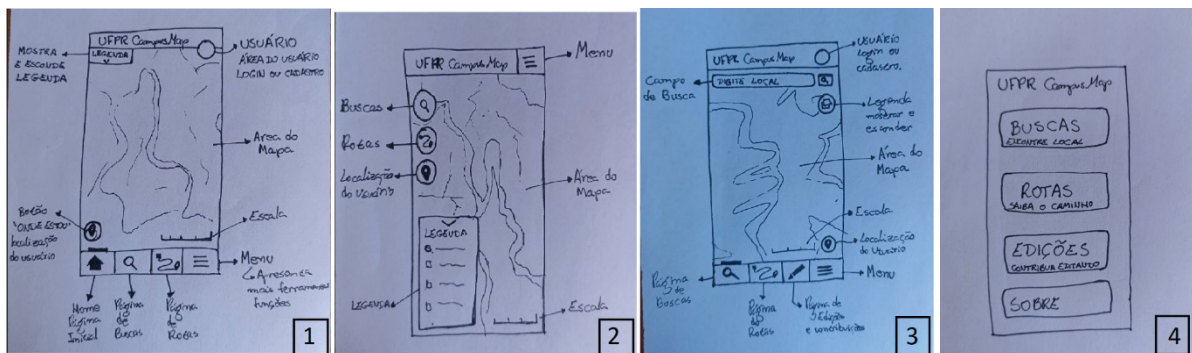 MOSTRA
E ESCONDE
LEGENDA
UFPR CampusMap
LEGENDA
USUÁRIO
ÁREA DO USUÁRIO
LOGIN OU CADASTRO
Área do
Mapa
Botão
"ONDE ESTOU"
localização
do usuário
Escala
Menu
Apresenta
mais ferramentas
funções
Home
Página
Inicial
Página
de
Buscas
Página
de
Rotas
1
UFPR CampusMap
Menu
Buscas
Rotas
Localização
do Usuário
Área do
Mapa
LEGENDA
LEGENDA
Escala
2
UFPR CampusMap
USUÁRIO
Login ou
cadastro.
Campo
de Busca
DIGITE LOCAL
Legenda
mostrar e
esconder
Área do
Mapa
Escala
Localização
do usuário
Menu
Página
de
Buscas
Página
de
Rotas
Página de
Edições
e contribuições
3
UFPR CampusMap
BUSCAS
ENCONTRE LOCAL
ROTAS
SAIBA O CAMINHO
EDIÇÕES
CONTRIBUA EDITANDO
SOBRE
4